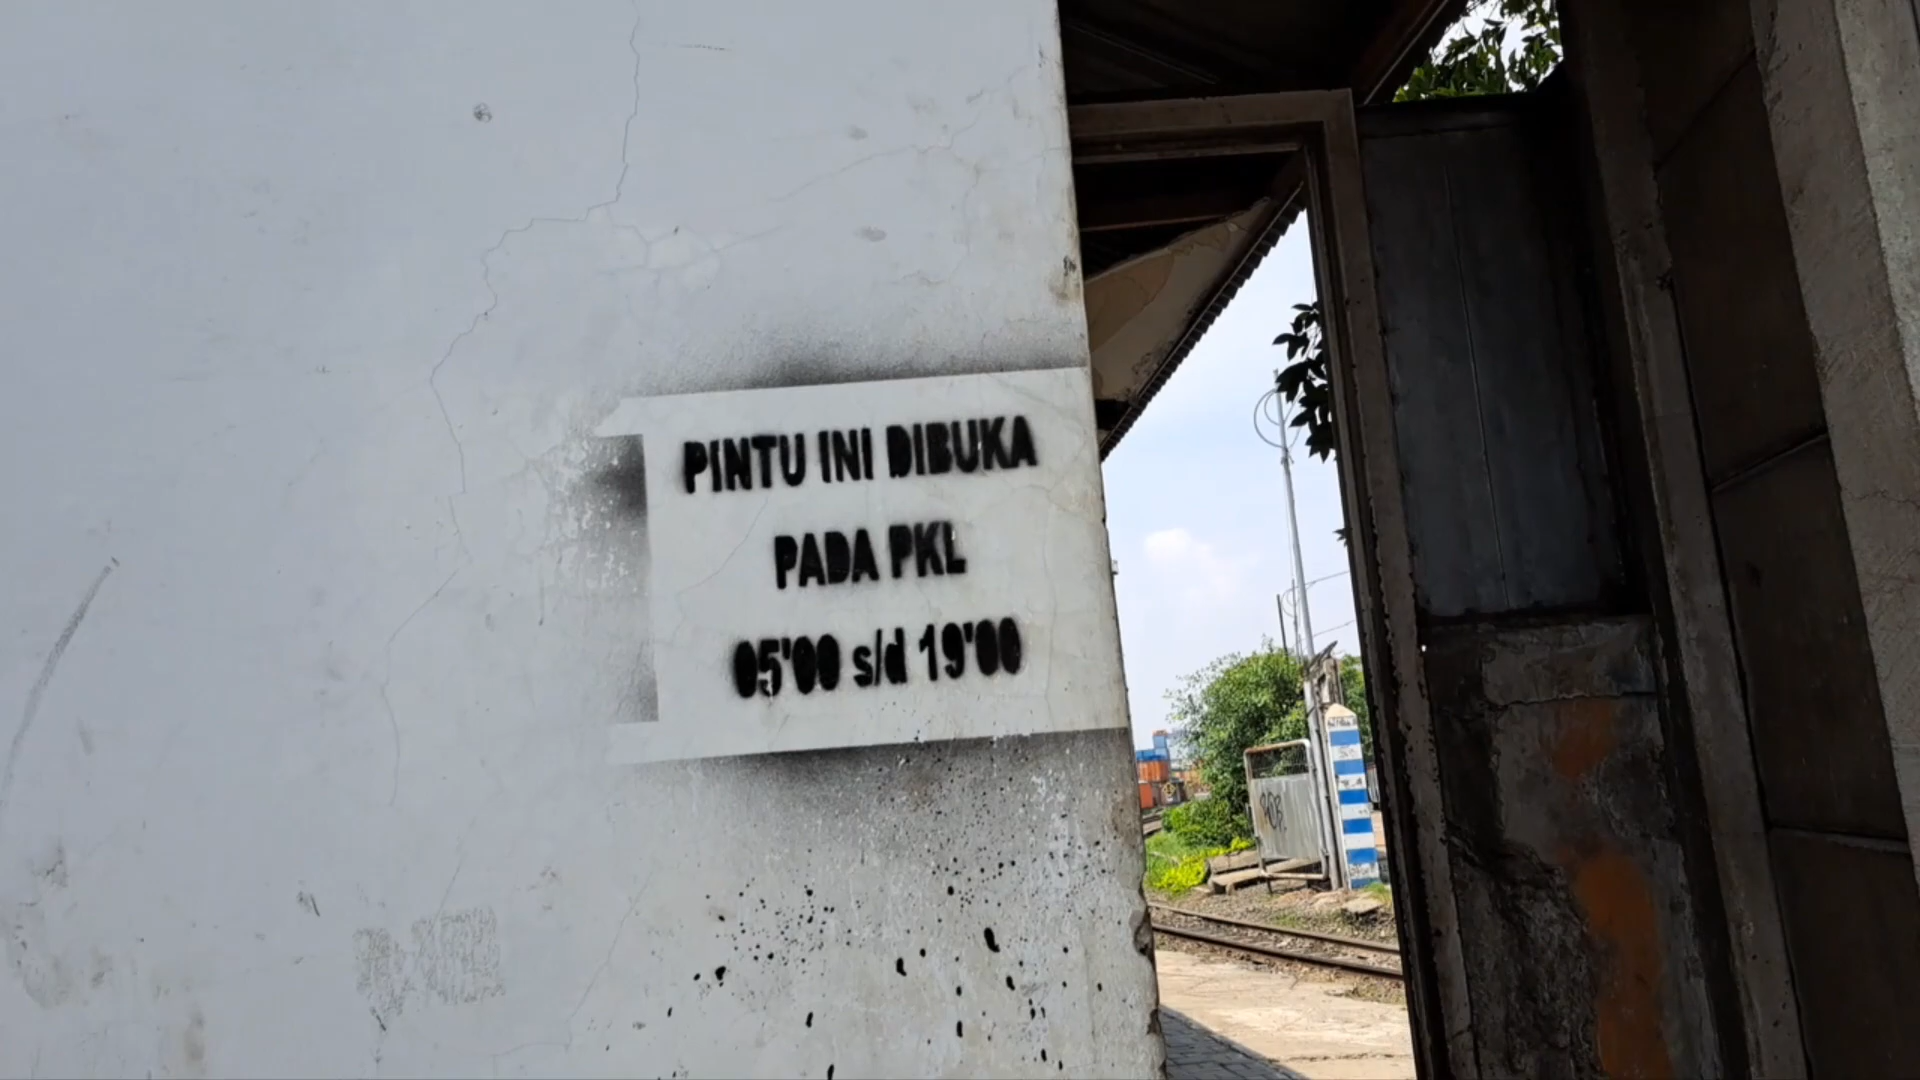 PINTU INI DIBUKA
PADA PKL
05'00 s/d 19'00